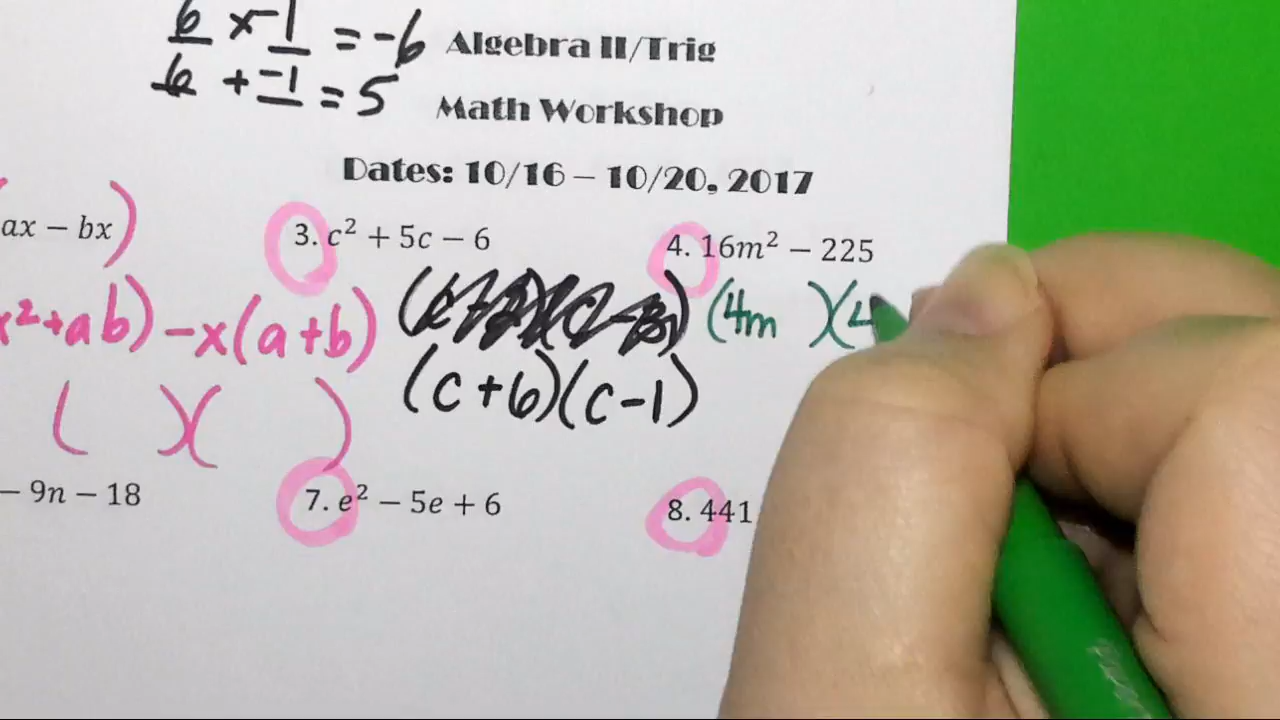 6 x -1 = -6
Algebra II/Trig
6 + -1 = 5
Math Workshop
Dates: 10/16 – 10/20, 2017
ax − bx)
3. c² + 5c − 6
4. 16m² − 225
x²+ab) -x(a+b)
(4m )(4
( )( )
(c+6)(c-1)
− 9n − 18
7. e² − 5e + 6
8. 441